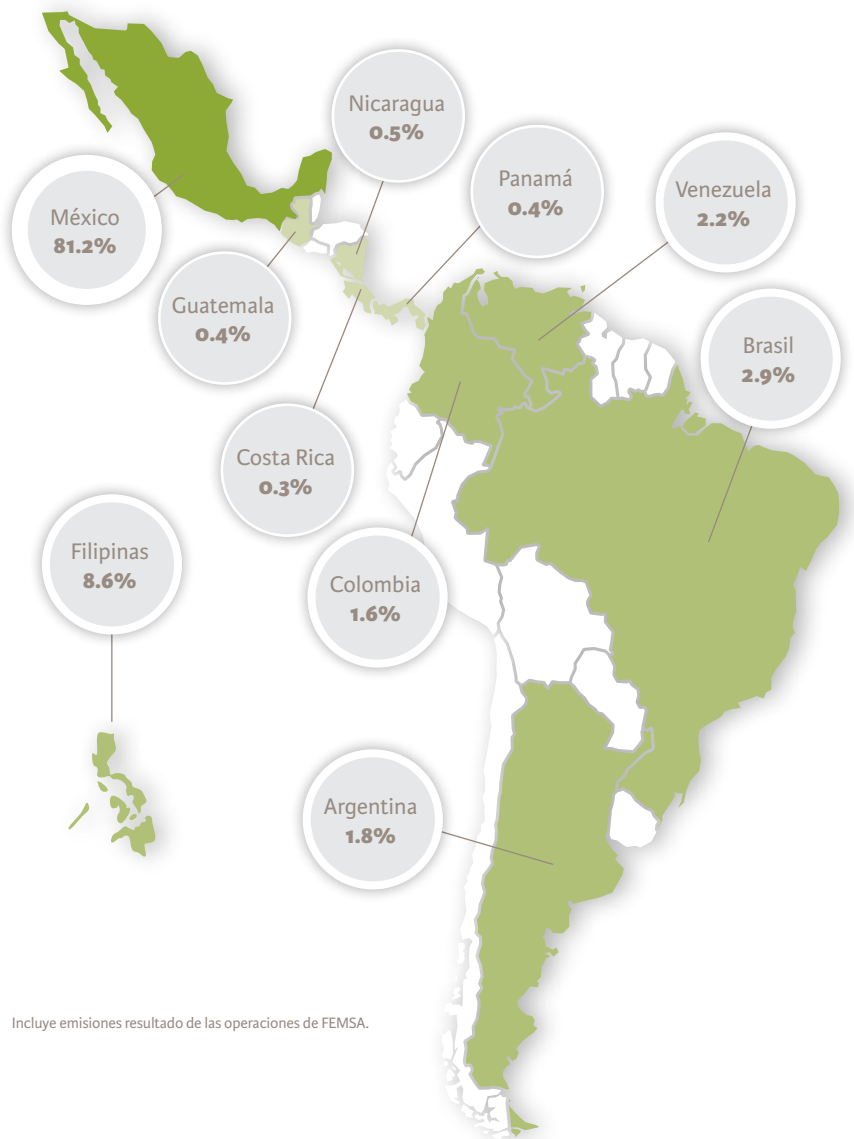 Nicaragua
0.5%
Panamá
0.4%
Venezuela
2.2%
México
81.2%
Guatemala
0.4%
Brasil
2.9%
Costa Rica
0.3%
Filipinas
8.6%
Colombia
1.6%
Argentina
1.8%
Incluye emisiones resultado de las operaciones de FEMSA.